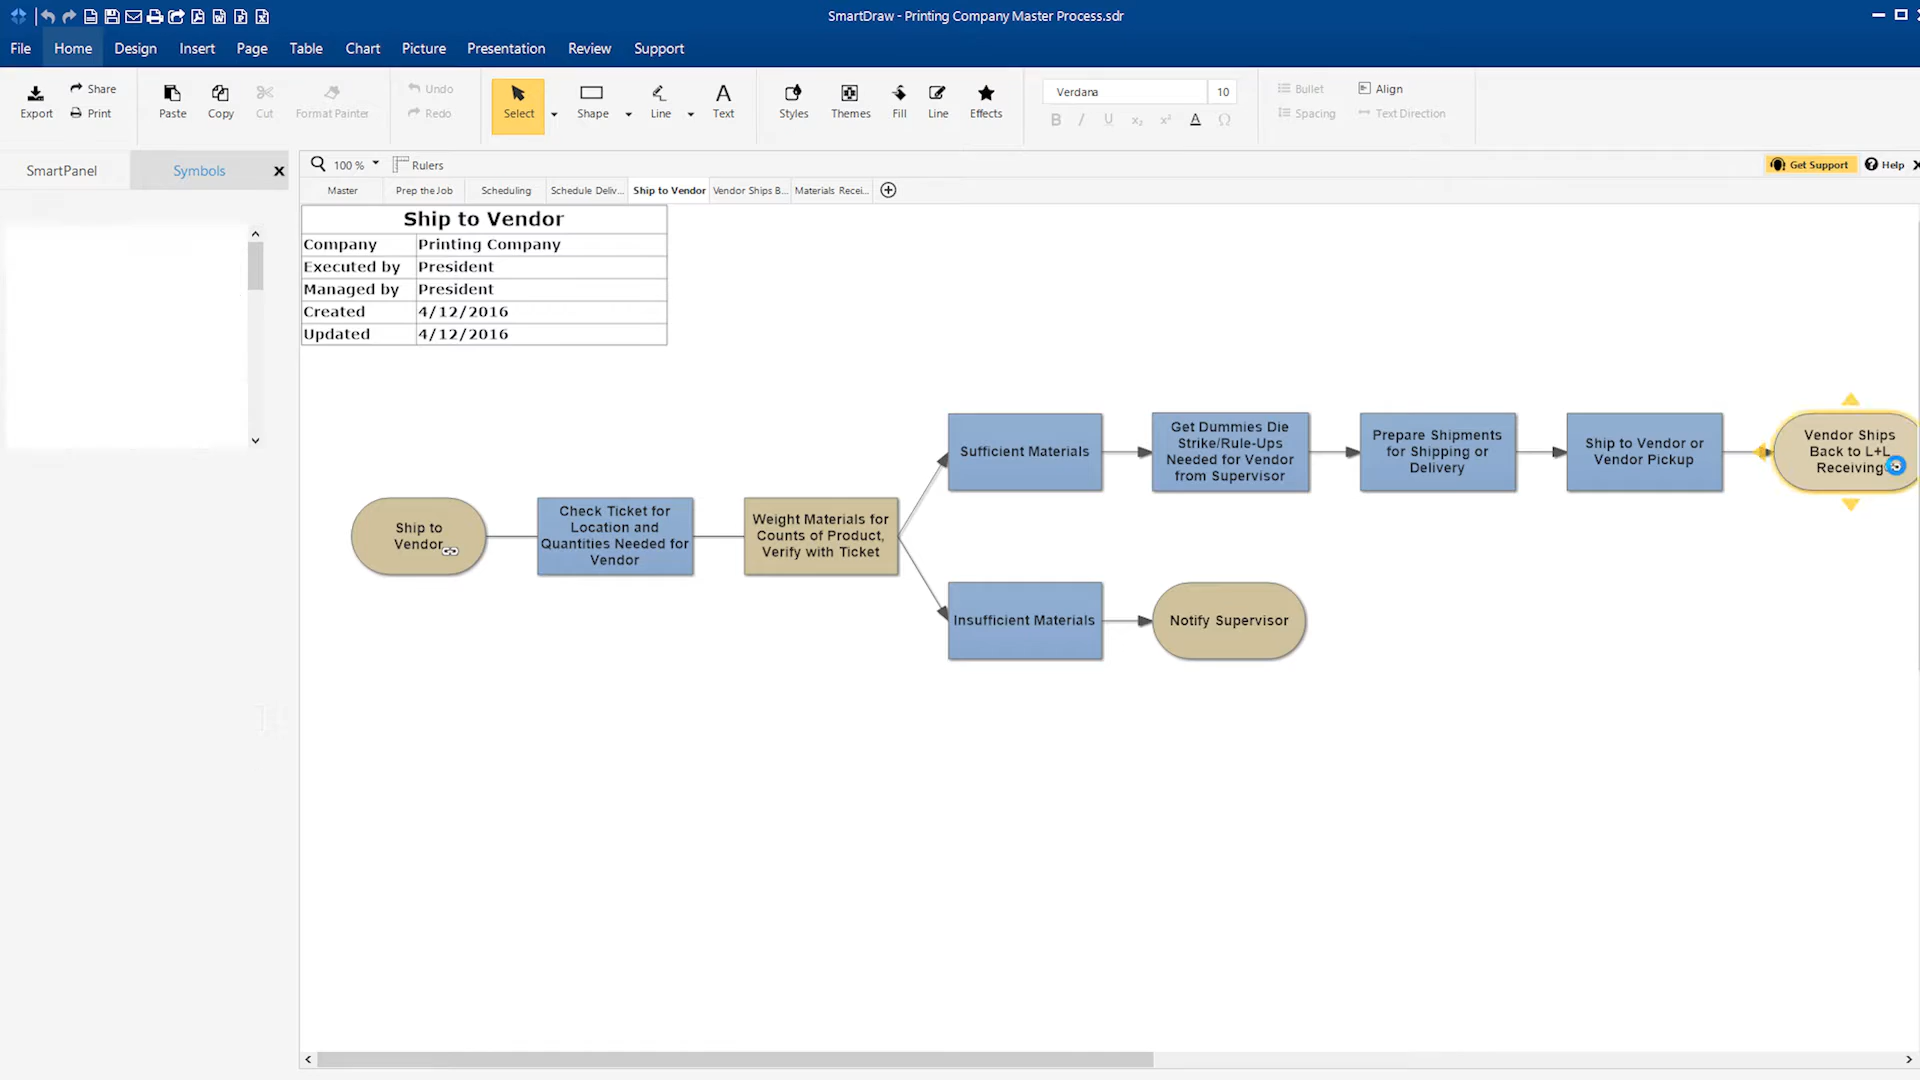 SmartDraw - Printing Company Master Process.sdr
File Home Design Insert Page Table Chart Picture Presentation Review Support
Export
Share
Print
Paste
Copy
Cut
Format Painter
Undo
Redo
Select
Shape
Line
A
Text
Styles
Themes
Fill
Line
Effects
Verdana
10
B I U x₂ x² A Ω
Bullet
Spacing
Align
Text Direction
SmartPanel
Symbols
100 %
Rulers
Get Support
Help
Master
Prep the Job
Scheduling
Schedule Deliv...
Ship to Vendor
Vendor Ships B...
Materials Recei...
Ship to Vendor
Company Printing Company
Executed by President
Managed by President
Created 4/12/2016
Updated 4/12/2016
Ship to
Vendor
Check Ticket for
Location and
Quantities Needed for
Vendor
Weight Materials for
Counts of Product,
Verify with Ticket
Sufficient Materials
Get Dummies Die
Strike/Rule-Ups
Needed for Vendor
from Supervisor
Prepare Shipments
for Shipping or
Delivery
Ship to Vendor or
Vendor Pickup
Vendor Ships
Back to L+L
Receiving
Insufficient Materials
Notify Supervisor